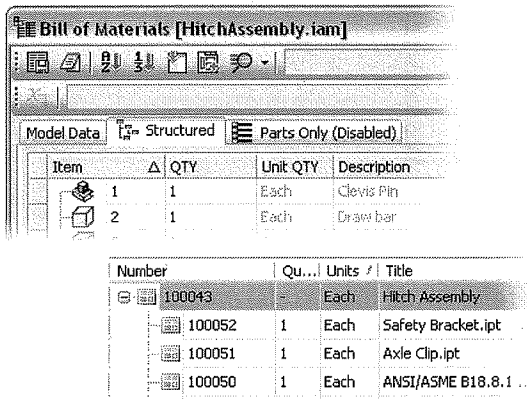 Bill of Materials [HitchAssembly.iam]
Model Data Structured Parts Only (Disabled)
Item QTY Unit QTY Description
1 1 Each Clevis Pin
2 1 Each Draw bar
Number Qu... Units Title
100043 - Each Hitch Assembly
100052 1 Each Safety Bracket.ipt
100051 1 Each Axle Clip.ipt
100050 1 Each ANSI/ASME B18.8.1 ...